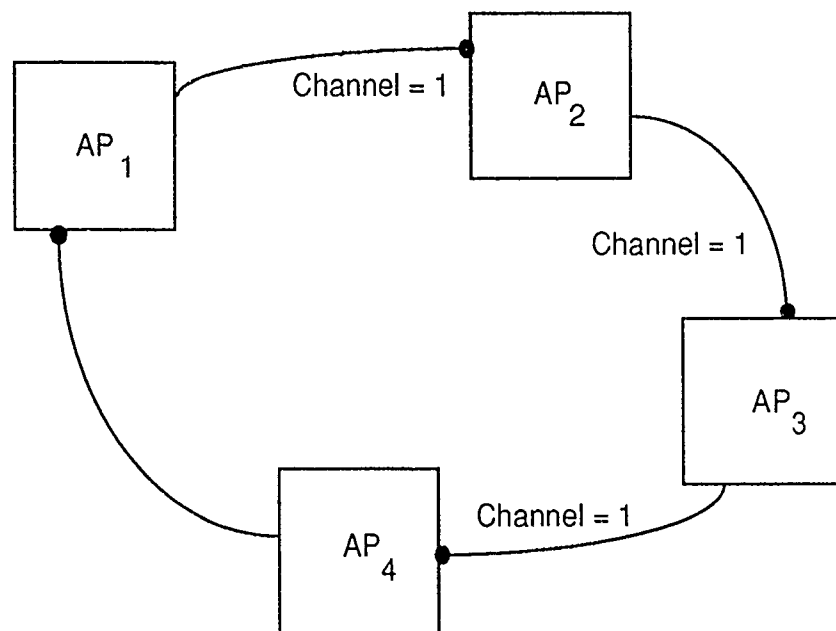 Channel = 1
AP₂
AP₁
Channel = 1
AP₃
Channel = 1
AP₄